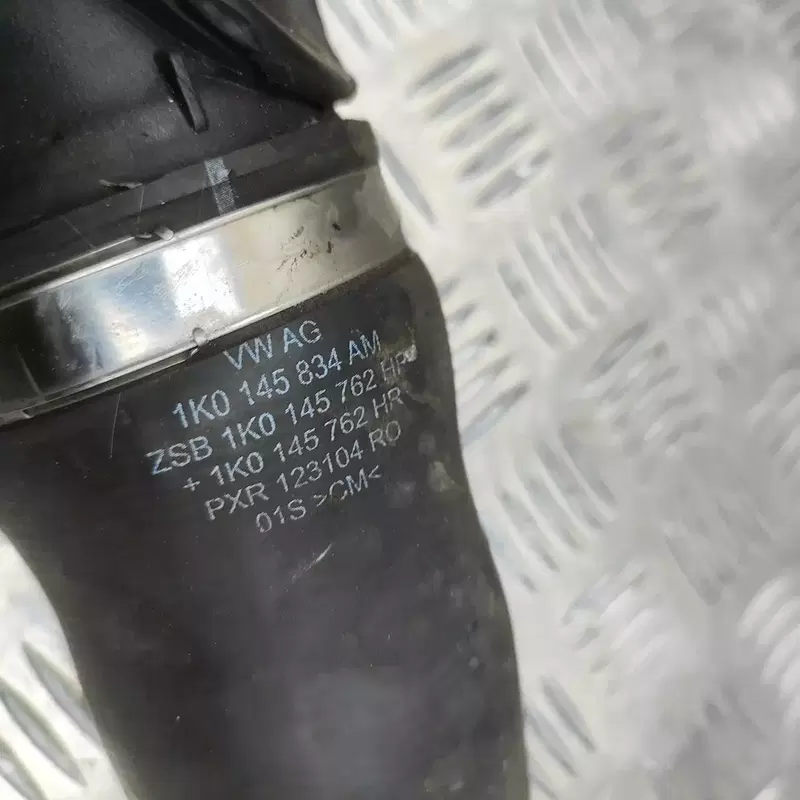 VW AG
1K0 145 834 AM
ZSB 1K0 145 762 HP
+ 1K0 145 762 HR
PXR 123104 RO
01S >CM<